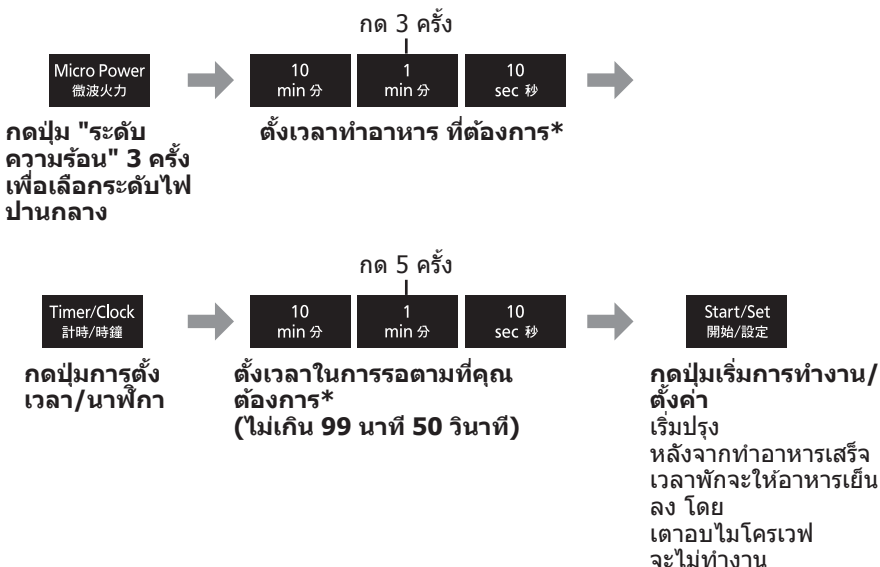 กด 3 ครั้ง
Micro Power
微波火力
10
min 分
1
min 分
10
sec 秒
กดปุ่ม "ระดับ
ความร้อน" 3 ครั้ง
เพื่อเลือกระดับไฟ
ปานกลาง
ตั้งเวลาทำอาหาร ที่ต้องการ*
กด 5 ครั้ง
Timer/Clock
計時/時鐘
10
min 分
1
min 分
10
sec 秒
Start/Set
開始/設定
กดปุ่มการตั้ง
เวลา/นาฬิกา
ตั้งเวลาในการรอตามที่คุณ
ต้องการ*
(ไม่เกิน 99 นาที 50 วินาที)
กดปุ่มเริ่มการทำงาน/
ตั้งค่า
เริ่มปรุง
หลังจากทำอาหารเสร็จ
เวลาพักจะให้อาหารเย็น
ลง โดย
เตาอบไมโครเวฟ
จะไม่ทำงาน